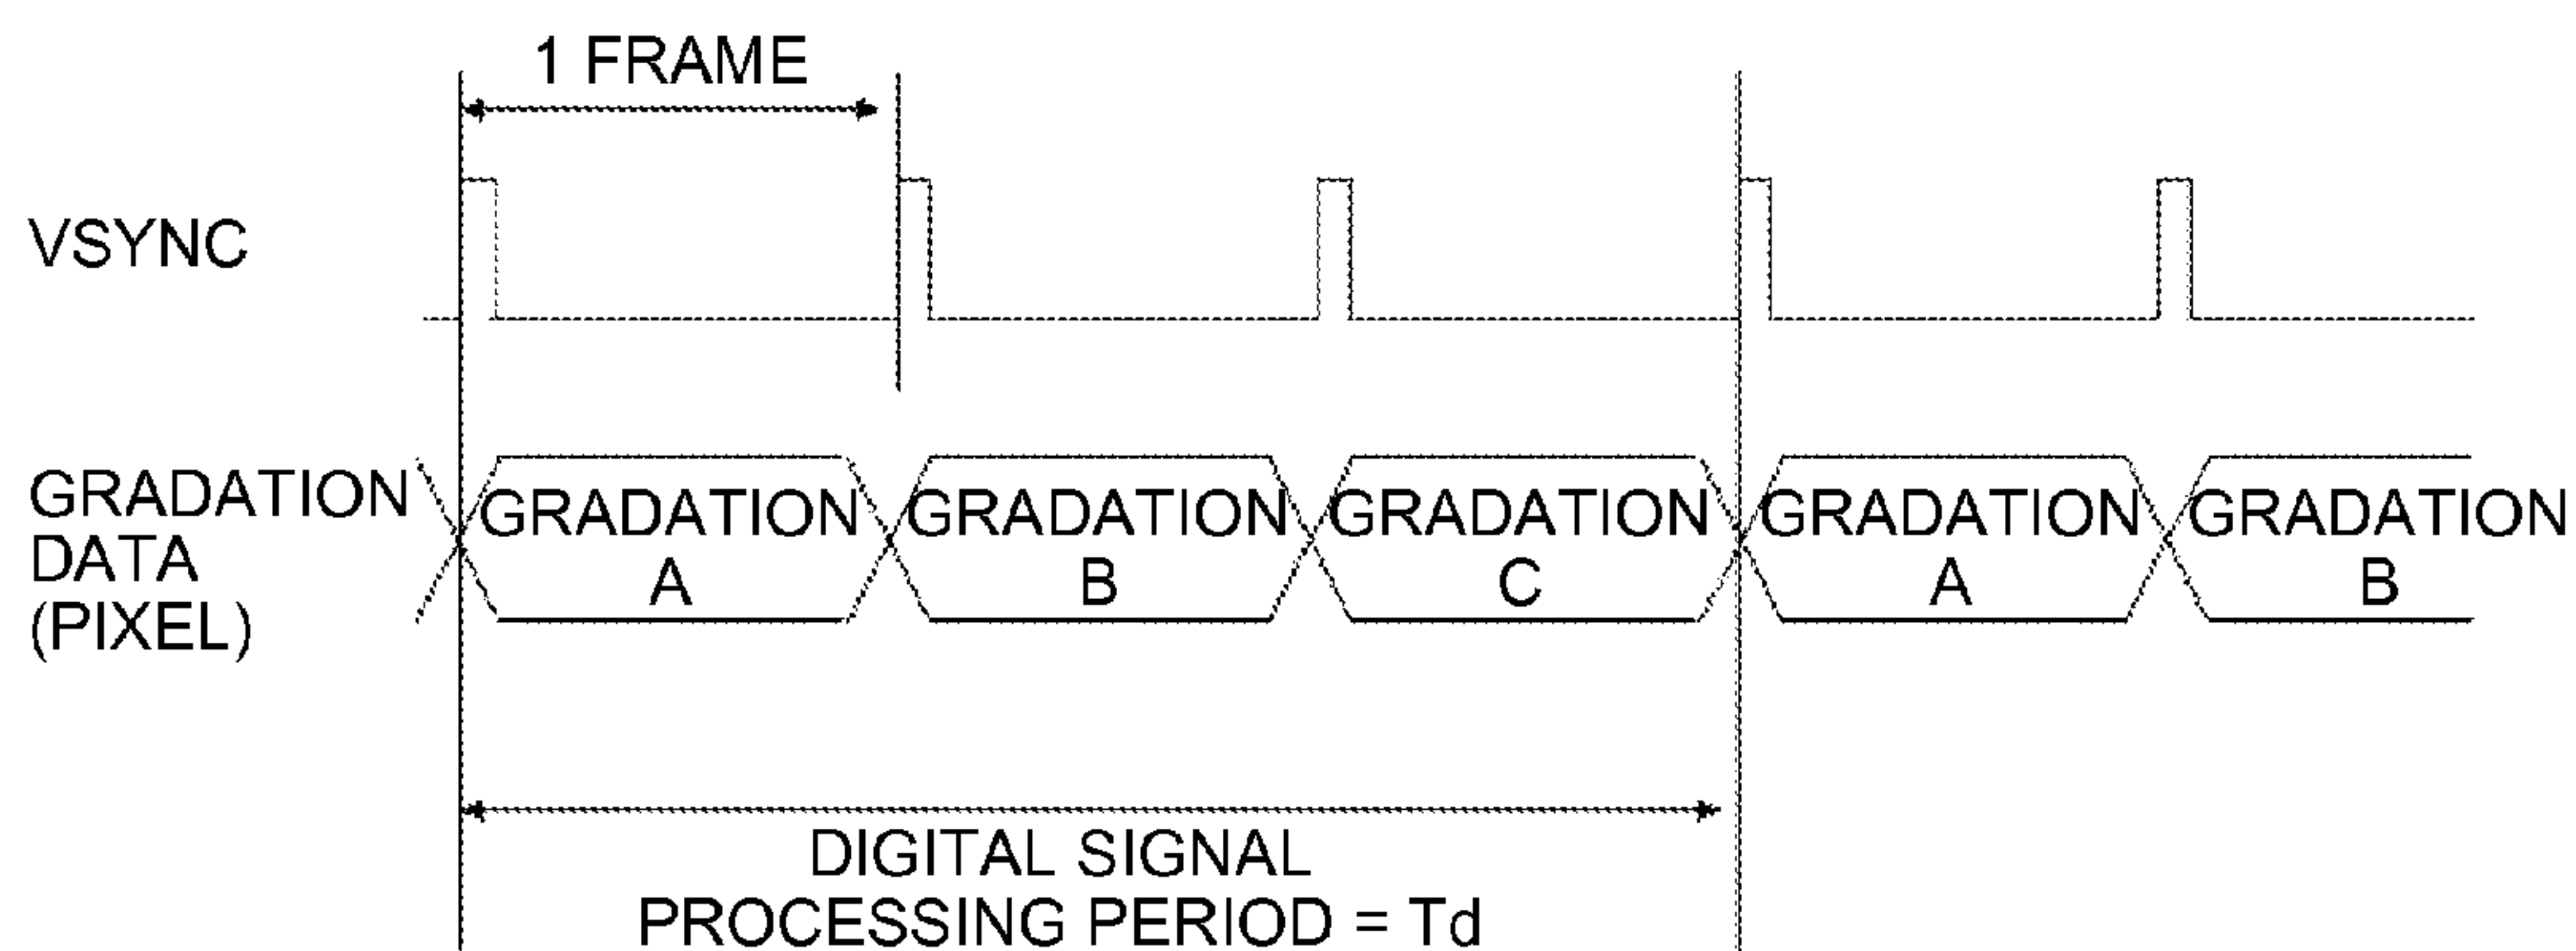 1 FRAME
VSYNC
GRADATION
DATA
(PIXEL)
GRADATION
A
GRADATION
B
GRADATION
C
GRADATION
A
GRADATION
B
DIGITAL SIGNAL
PROCESSING PERIOD = Td